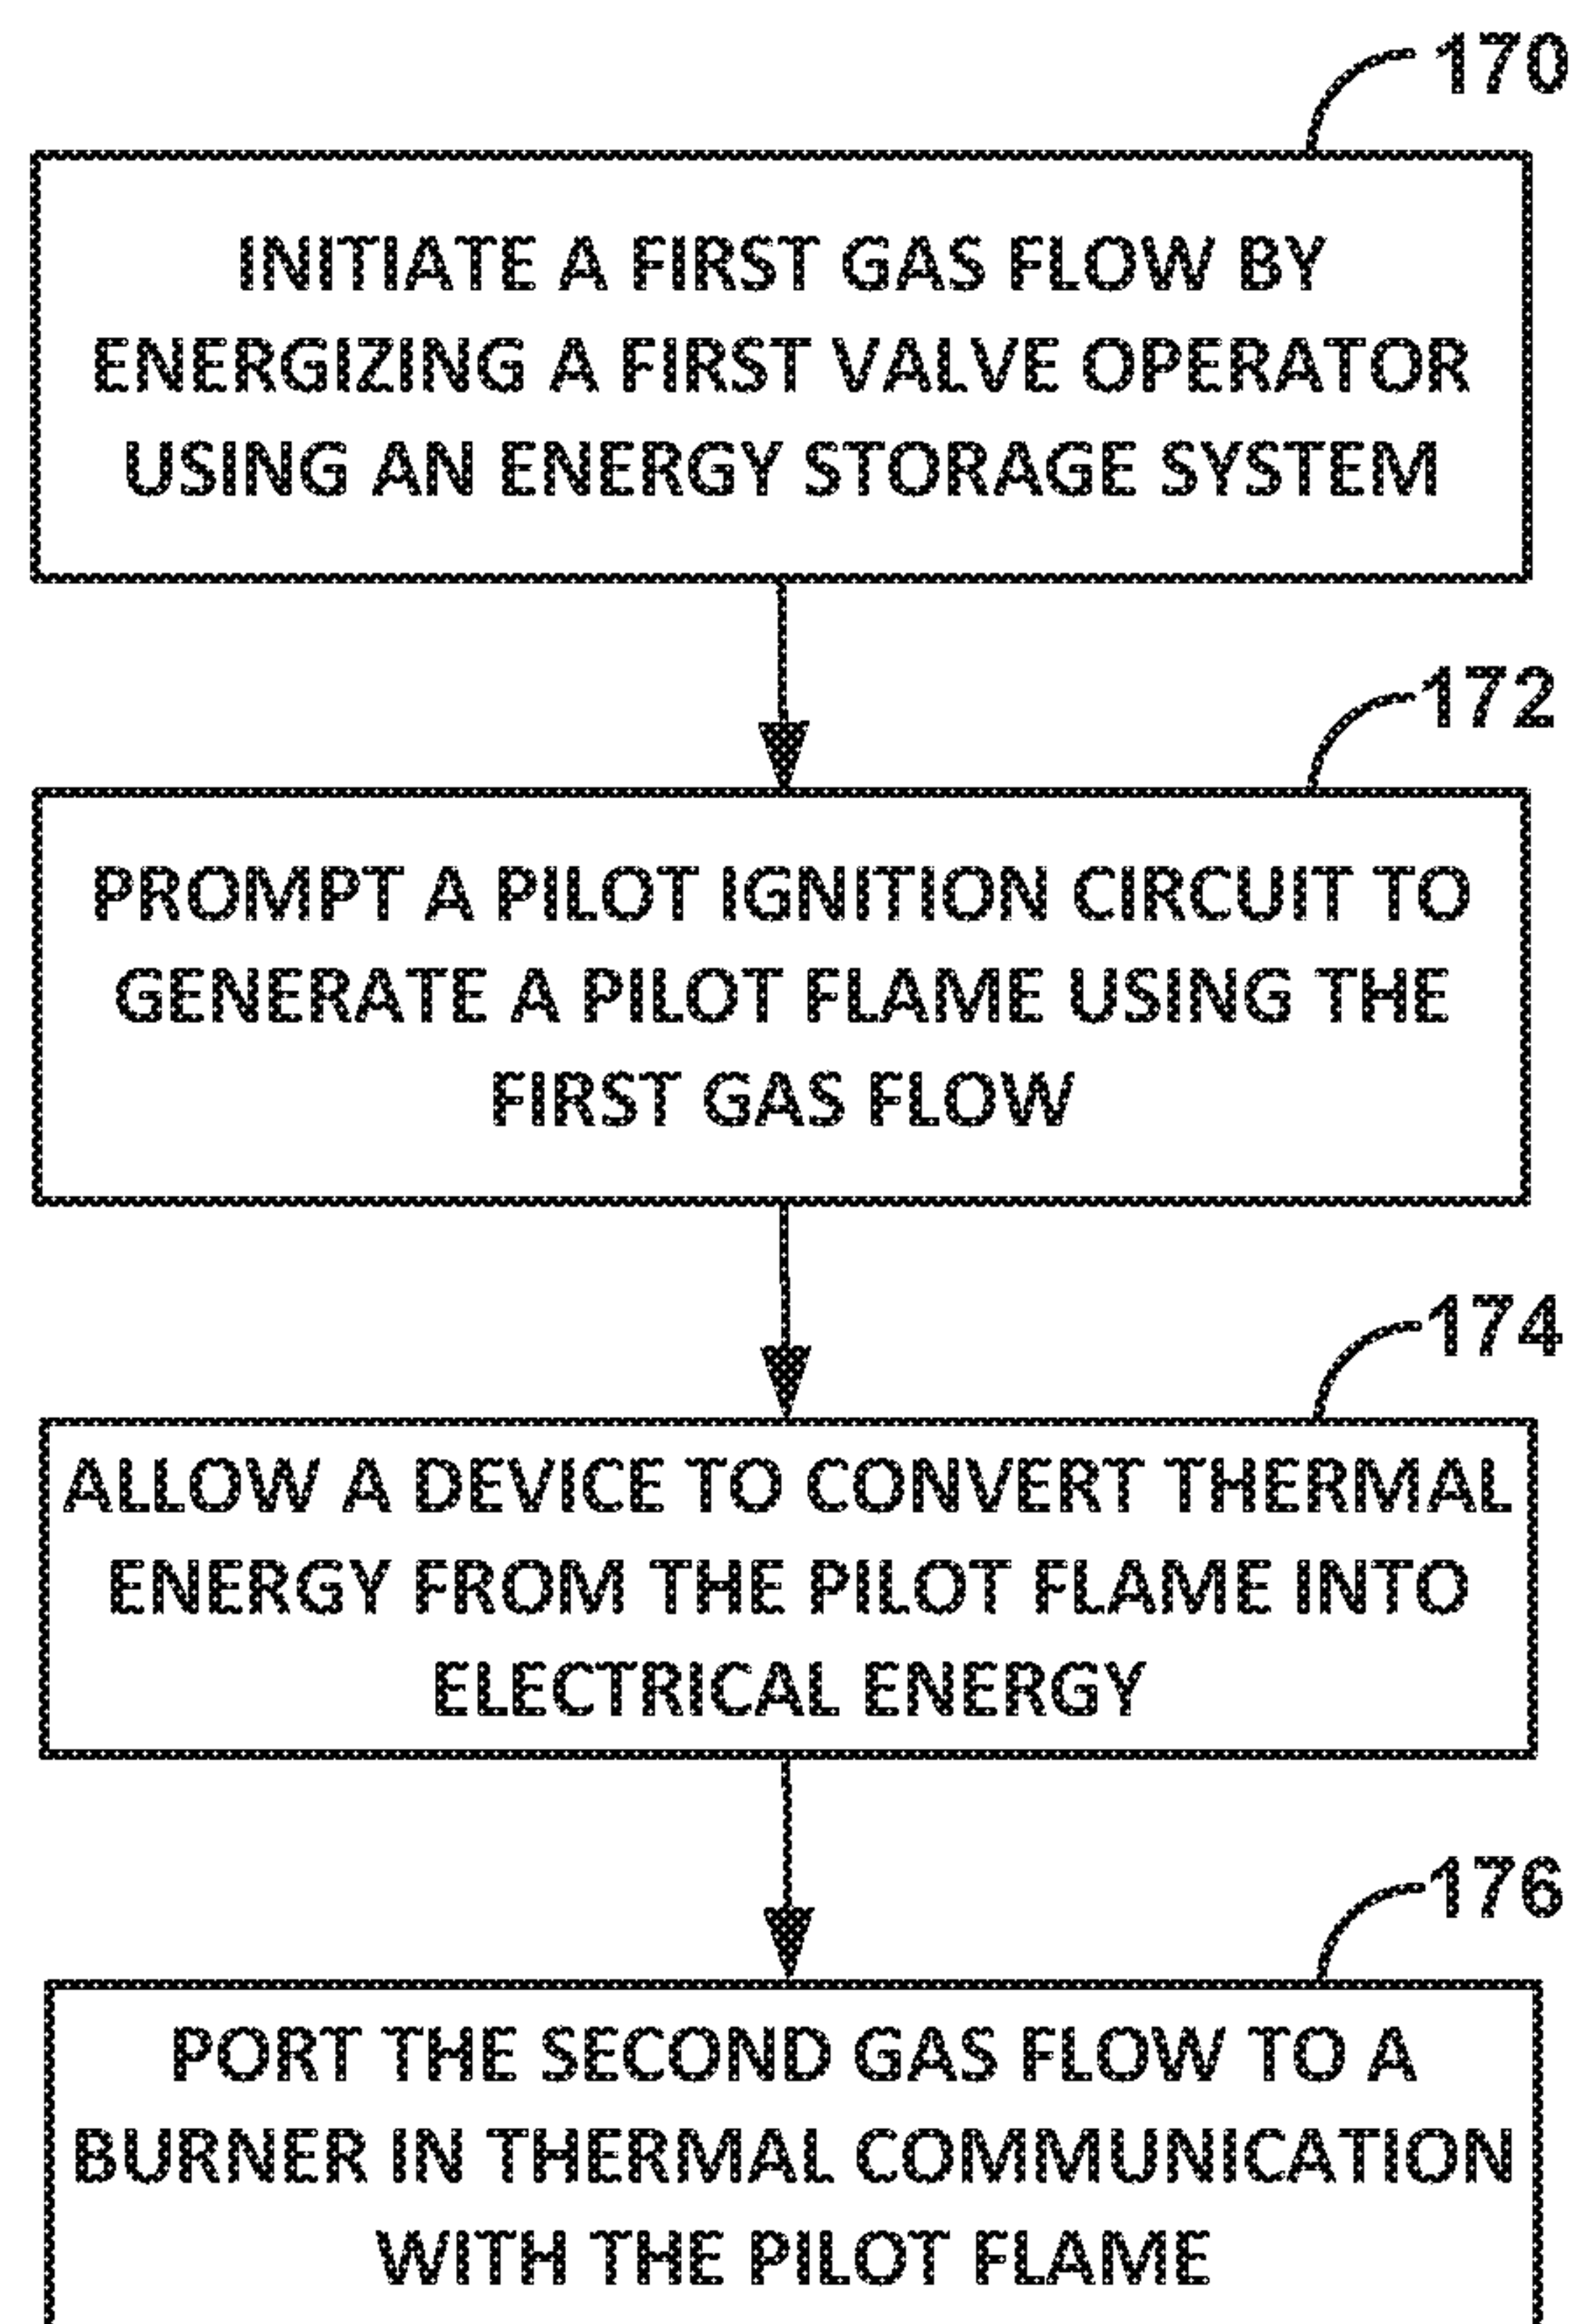 170
INITIATE A FIRST GAS FLOW BY
ENERGIZING A FIRST VALVE OPERATOR
USING AN ENERGY STORAGE SYSTEM
172
PROMPT A PILOT IGNITION CIRCUIT TO
GENERATE A PILOT FLAME USING THE
FIRST GAS FLOW
174
ALLOW A DEVICE TO CONVERT THERMAL
ENERGY FROM THE PILOT FLAME INTO
ELECTRICAL ENERGY
176
PORT THE SECOND GAS FLOW TO A
BURNER IN THERMAL COMMUNICATION
WITH THE PILOT FLAME